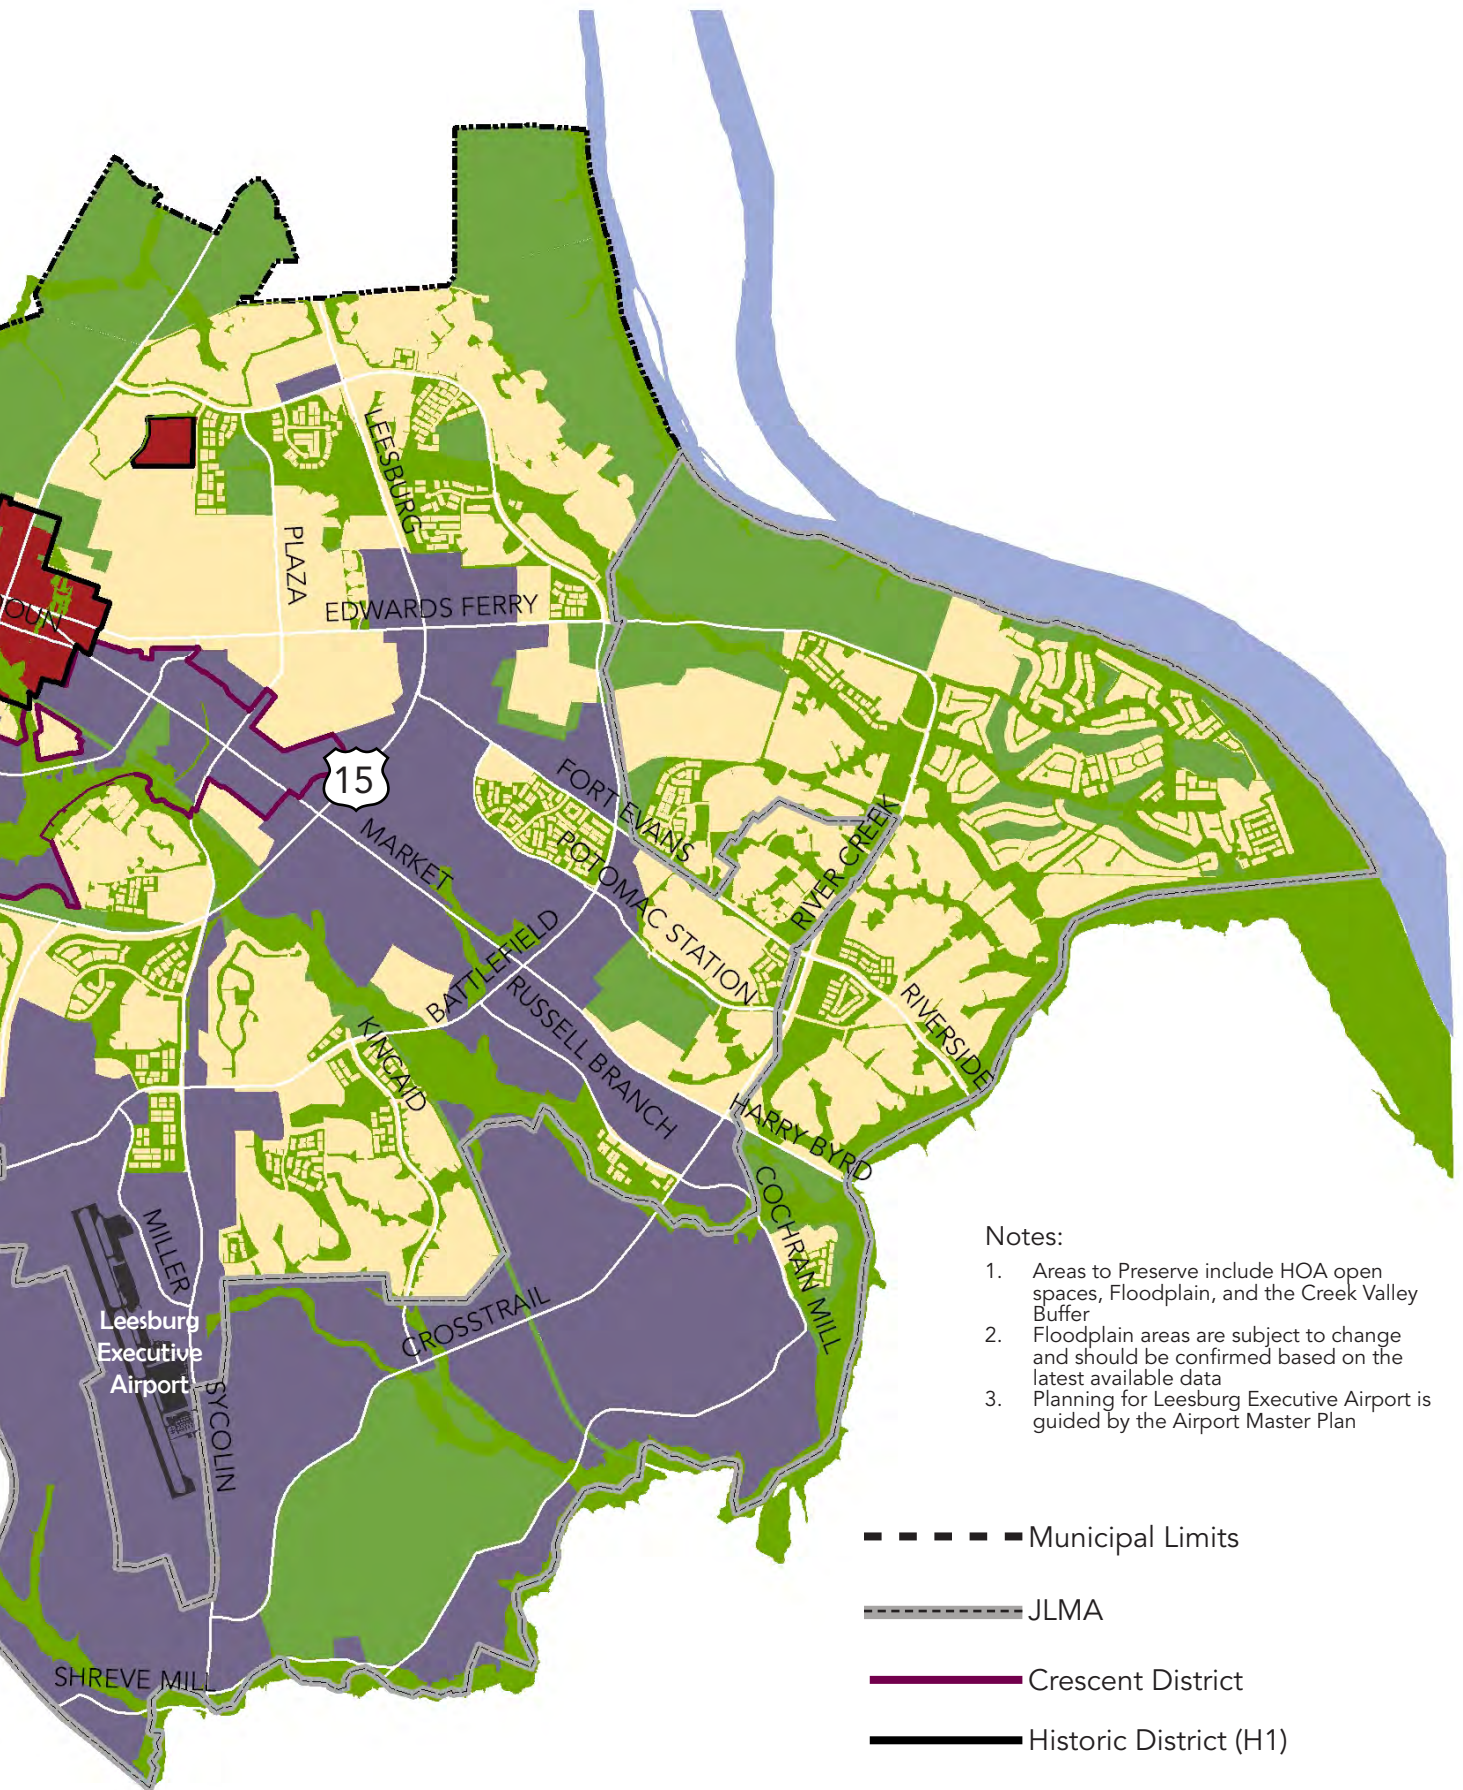 LEESBURG
PLAZA
EDWARDS FERRY
15
FORT EVANS
MARKET
POTOMAC STATION
RIVER CREEK
BATTLEFIELD
RUSSELL BRANCH
RIVERSIDE
KINCAID
HARRY BYRD
COCHRAN MILL
MILLER
Leesburg
Executive
Airport
CROSSTRAIL
SYCOLIN
SHREVE MILL
Notes:
1. Areas to Preserve include HOA open
spaces, Floodplain, and the Creek Valley
Buffer
2. Floodplain areas are subject to change
and should be confirmed based on the
latest available data
3. Planning for Leesburg Executive Airport is
guided by the Airport Master Plan
Municipal Limits
JLMA
Crescent District
Historic District (H1)